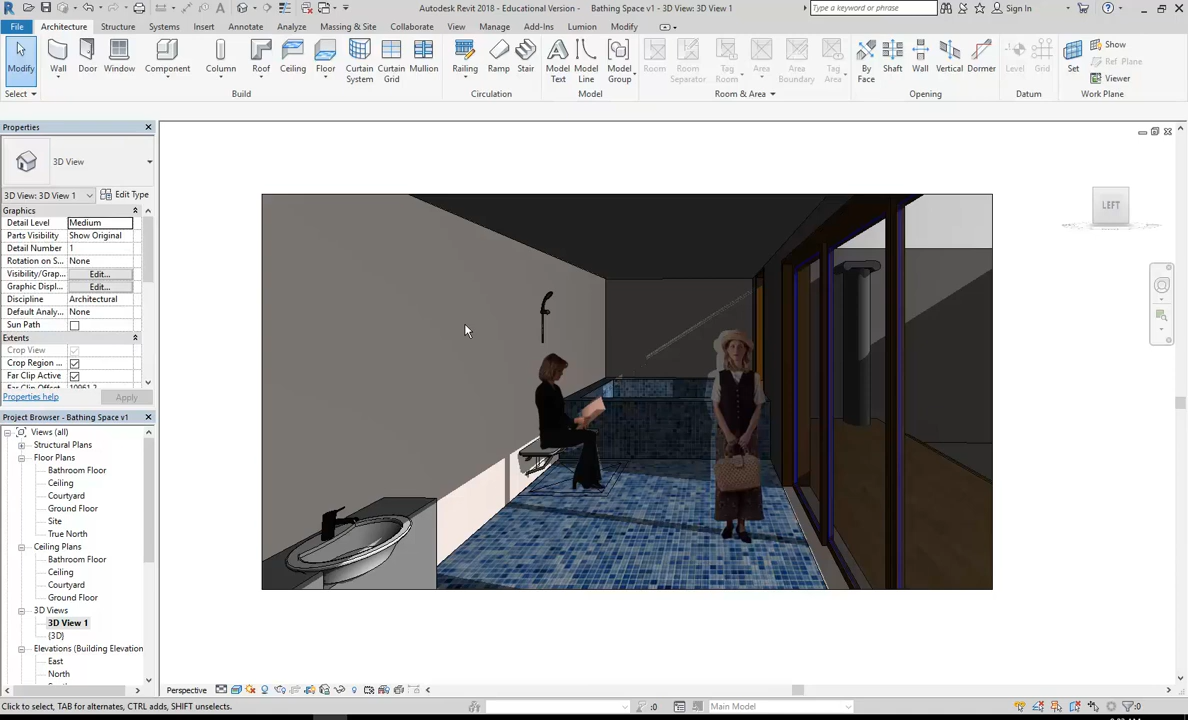 Autodesk Revit 2018 - Educational Version - Bathing Space v1 - 3D View: 3D View 1
Type a keyword or phrase
Sign In
File Architecture Structure Systems Insert Annotate Analyze Massing & Site Collaborate View Manage Add-Ins Lumion Modify
Modify Wall Door Window Component Column Roof Ceiling Floor Curtain System Curtain Grid Mullion Railing Ramp Stair Model Text Model Line Model Group Room Room Separator Tag Room Area Area Boundary Tag Area By Face Shaft Wall Vertical Dormer Level Grid Set Show Ref Plane Viewer
Select Build Circulation Model Room & Area Opening Datum Work Plane
Properties
3D View
3D View: 3D View 1 Edit Type
Graphics
Detail Level Medium
Parts Visibility Show Original
Detail Number 1
Rotation on S... None
Visibility/Grap... Edit...
Graphic Displ... Edit...
Discipline Architectural
Default Analy... None
Sun Path
Extents
Crop View
Crop Region ...
Far Clip Active
Properties help Apply
Project Browser - Bathing Space v1
Views (all)
Structural Plans
Floor Plans
Bathroom Floor
Ceiling
Courtyard
Ground Floor
Site
True North
Ceiling Plans
Bathroom Floor
Ceiling
Courtyard
Ground Floor
3D Views
3D View 1
{3D}
Elevations (Building Elevation
East
North
LEFT
Perspective
Click to select, TAB for alternates, CTRL adds, SHIFT unselects.
:0
Main Model
:0